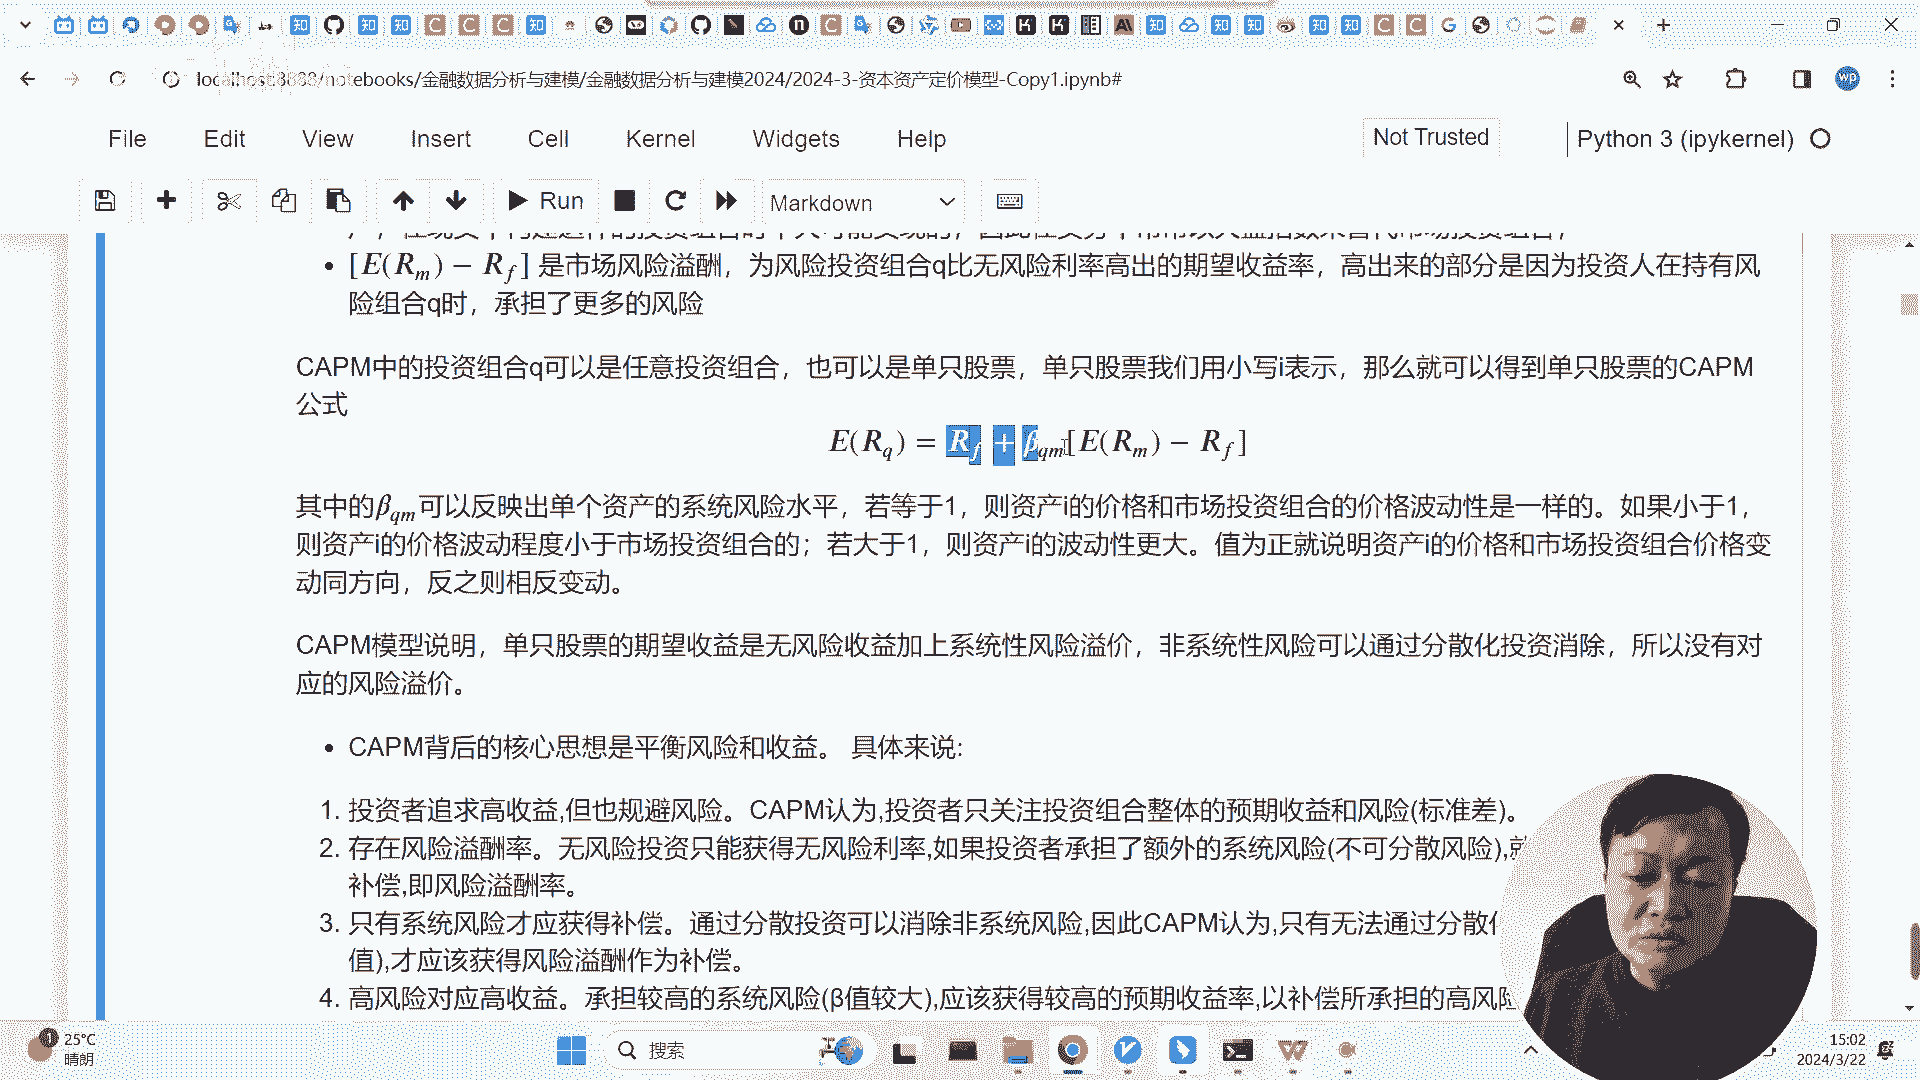 localhost:8888/notebooks/金融数据分析与建模/金融数据分析与建模2024/2024-3-资本资产定价模型-Copy1.ipynb#
File Edit View Insert Cell Kernel Widgets Help Not Trusted Python 3 (ipykernel)
Run Markdown
• [E(Rm) − Rf] 是市场风险溢酬，为风险投资组合q比无风险利率高出的期望收益率，高出来的部分是因为投资人在持有风
险组合q时，承担了更多的风险
CAPM中的投资组合q可以是任意投资组合，也可以是单只股票，单只股票我们用小写i表示，那么就可以得到单只股票的CAPM
公式
E(Rq) = Rf + βqm[E(Rm) − Rf]
其中的βqm可以反映出单个资产的系统风险水平，若等于1，则资产i的价格和市场投资组合的价格波动性是一样的。如果小于1，
则资产i的价格波动程度小于市场投资组合的；若大于1，则资产i的波动性更大。值为正就说明资产i的价格和市场投资组合价格变
动同方向，反之则相反变动。
CAPM模型说明，单只股票的期望收益是无风险收益加上系统性风险溢价，非系统性风险可以通过分散化投资消除，所以没有对
应的风险溢价。
• CAPM背后的核心思想是平衡风险和收益。 具体来说:
1. 投资者追求高收益,但也规避风险。CAPM认为,投资者只关注投资组合整体的预期收益和风险(标准差)。
2. 存在风险溢酬率。无风险投资只能获得无风险利率,如果投资者承担了额外的系统风险(不可分散风险),就
补偿,即风险溢酬率。
3. 只有系统风险才应获得补偿。通过分散投资可以消除非系统风险,因此CAPM认为,只有无法通过分散化
值),才应该获得风险溢酬作为补偿。
4. 高风险对应高收益。承担较高的系统风险(β值较大),应该获得较高的预期收益率,以补偿所承担的高风险
25°C
晴朗
搜索
15:02
2024/3/22